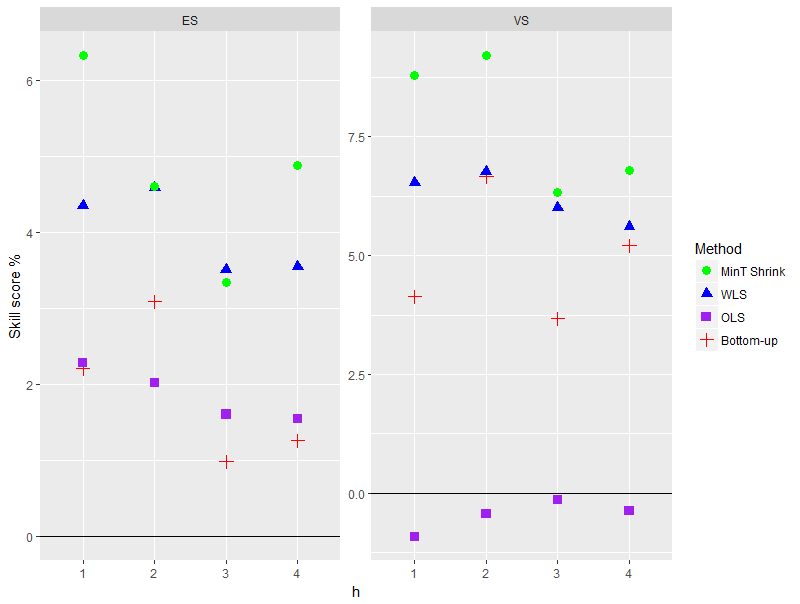 ES
VS
Skill score %
6
4
2
0
7.5
5.0
2.5
0.0
1 2 3 4
1 2 3 4
h
Method
MinT Shrink
WLS
OLS
Bottom-up